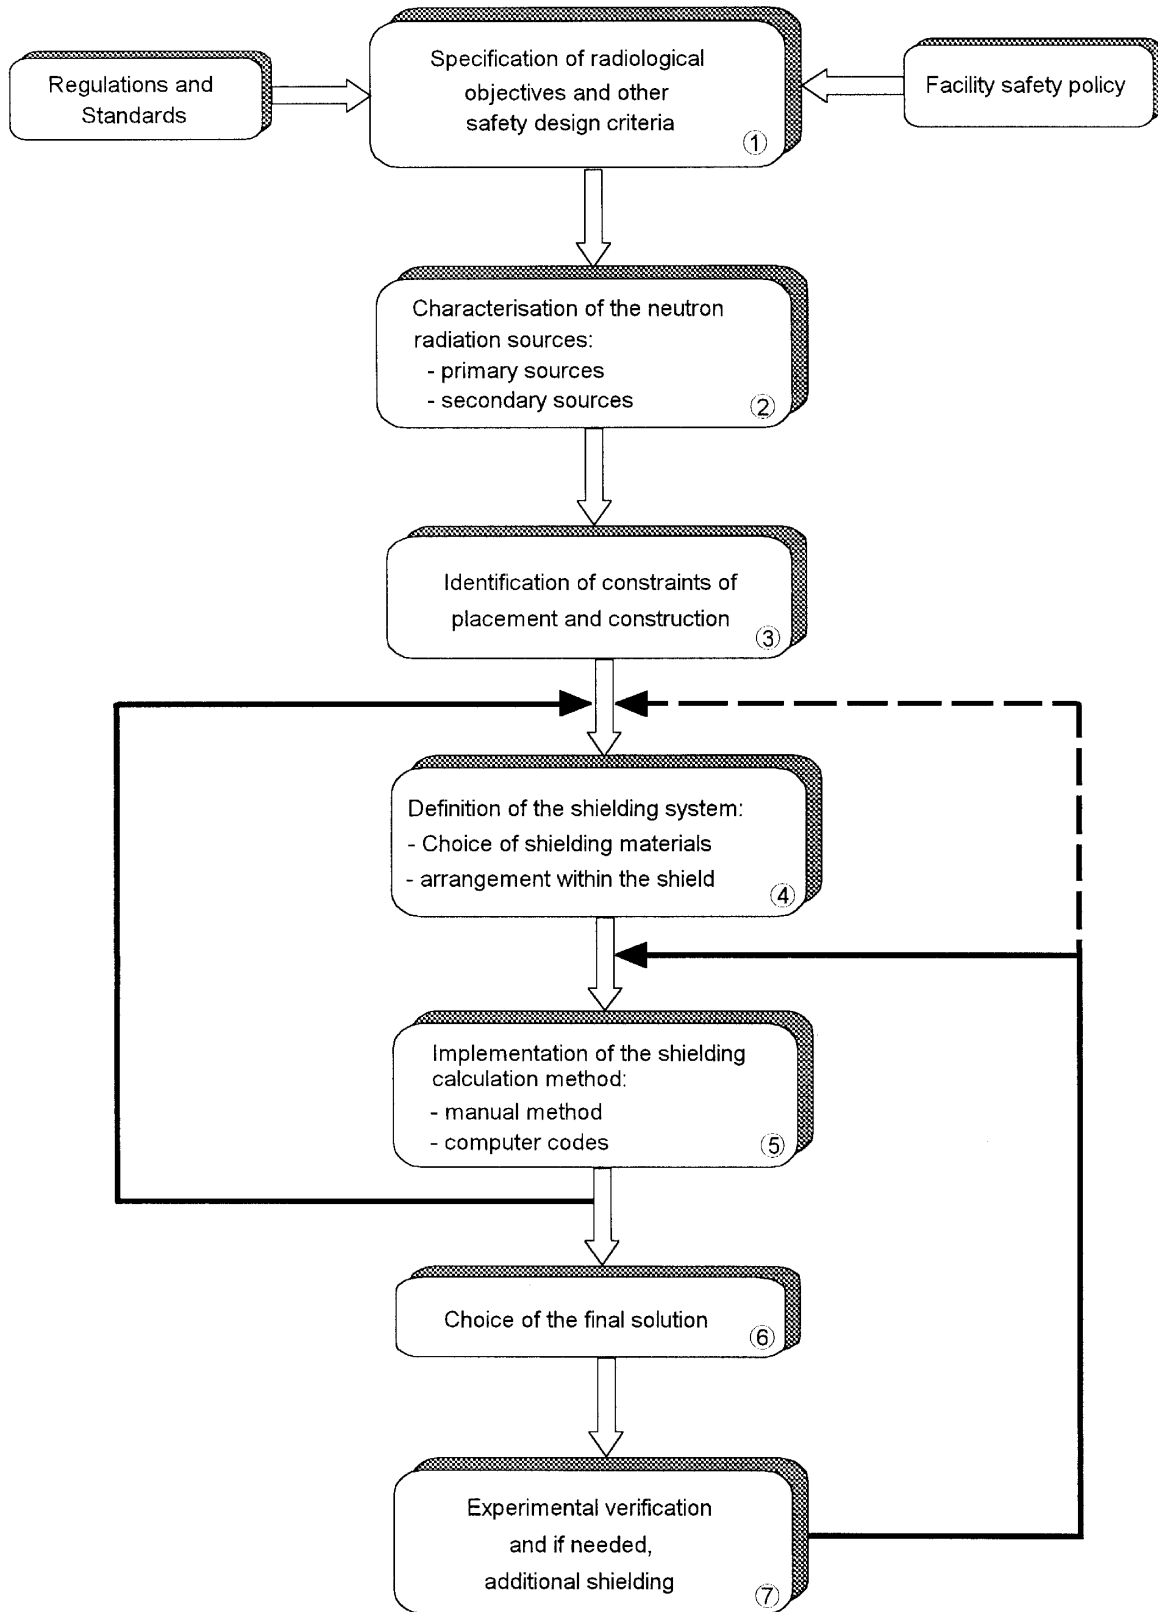 Regulations and
Standards
Specification of radiological
objectives and other
safety design criteria
①
Facility safety policy
Characterisation of the neutron
radiation sources:
- primary sources
- secondary sources
②
Identification of constraints of
placement and construction
③
Definition of the shielding system:
- Choice of shielding materials
- arrangement within the shield
④
Implementation of the shielding
calculation method:
- manual method
- computer codes
⑤
Choice of the final solution
⑥
Experimental verification
and if needed,
additional shielding
⑦